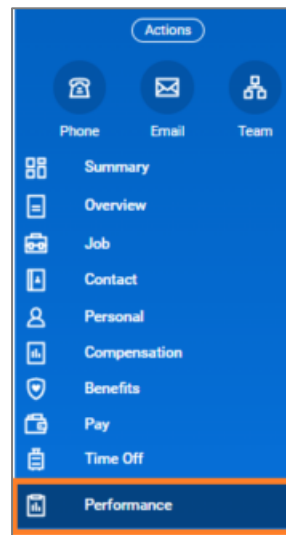 Actions
Phone Email Team
Summary
Overview
Job
Contact
Personal
Compensation
Benefits
Pay
Time Off
Performance